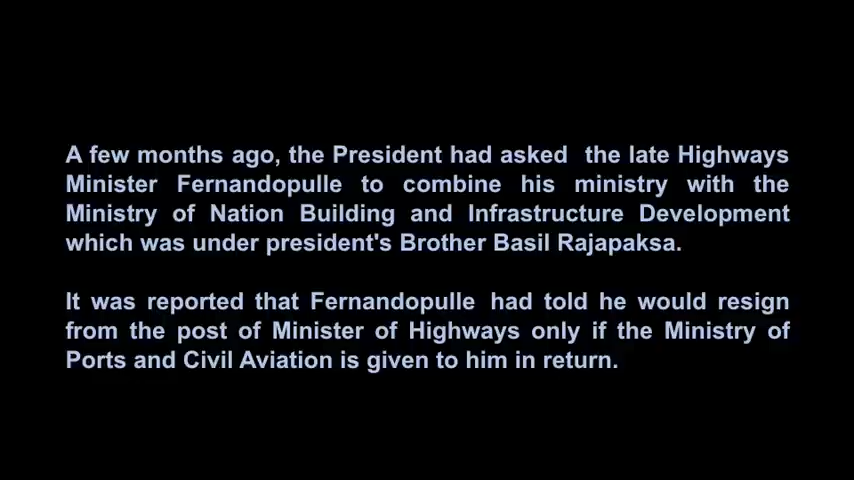 A few months ago, the President had asked the late Highways
Minister Fernandopulle to combine his ministry with the
Ministry of Nation Building and Infrastructure Development
which was under president's Brother Basil Rajapaksa.
It was reported that Fernandopulle had told he would resign
from the post of Minister of Highways only if the Ministry of
Ports and Civil Aviation is given to him in return.